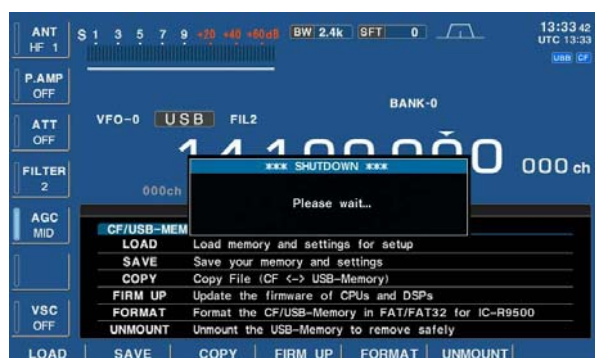 ANT
HF 1
S 1 3 5 7 9 +20 +40 +60dB
BW 2.4k
SFT 0
13:33 42
UTC 13:33
USB CF
P.AMP
OFF
BANK-0
VFO-0 USB FIL2
ATT
OFF
000 ch
FILTER
2
000ch
*** SHUTDOWN ***
Please wait...
AGC
MID
CF/USB-MEM
LOAD Load memory and settings for setup
SAVE Save your memory and settings
COPY Copy File (CF <-> USB-Memory)
FIRM UP Update the firmware of CPUs and DSPs
FORMAT Format the CF/USB-Memory in FAT/FAT32 for IC-R9500
UNMOUNT Unmount the USB-Memory to remove safely
VSC
OFF
LOAD SAVE COPY FIRM UP FORMAT UNMOUNT